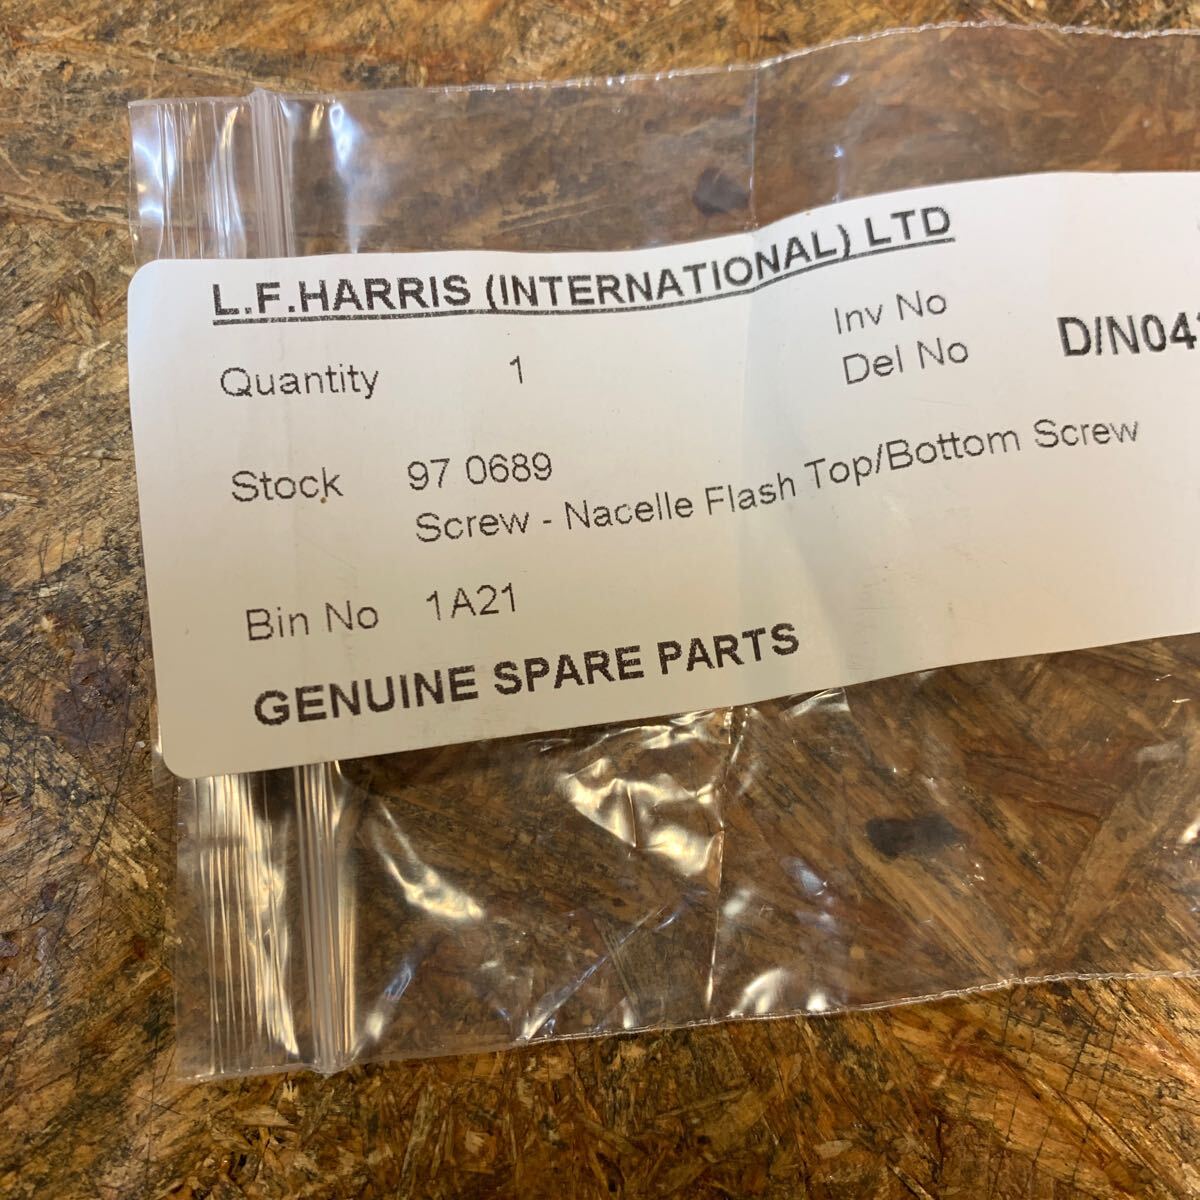 L.F.HARRIS (INTERNATIONAL) LTD
Inv No
Quantity 1
Del No D/N04
Stock 97 0689
Screw - Nacelle Flash Top/Bottom Screw
Bin No 1A21
GENUINE SPARE PARTS